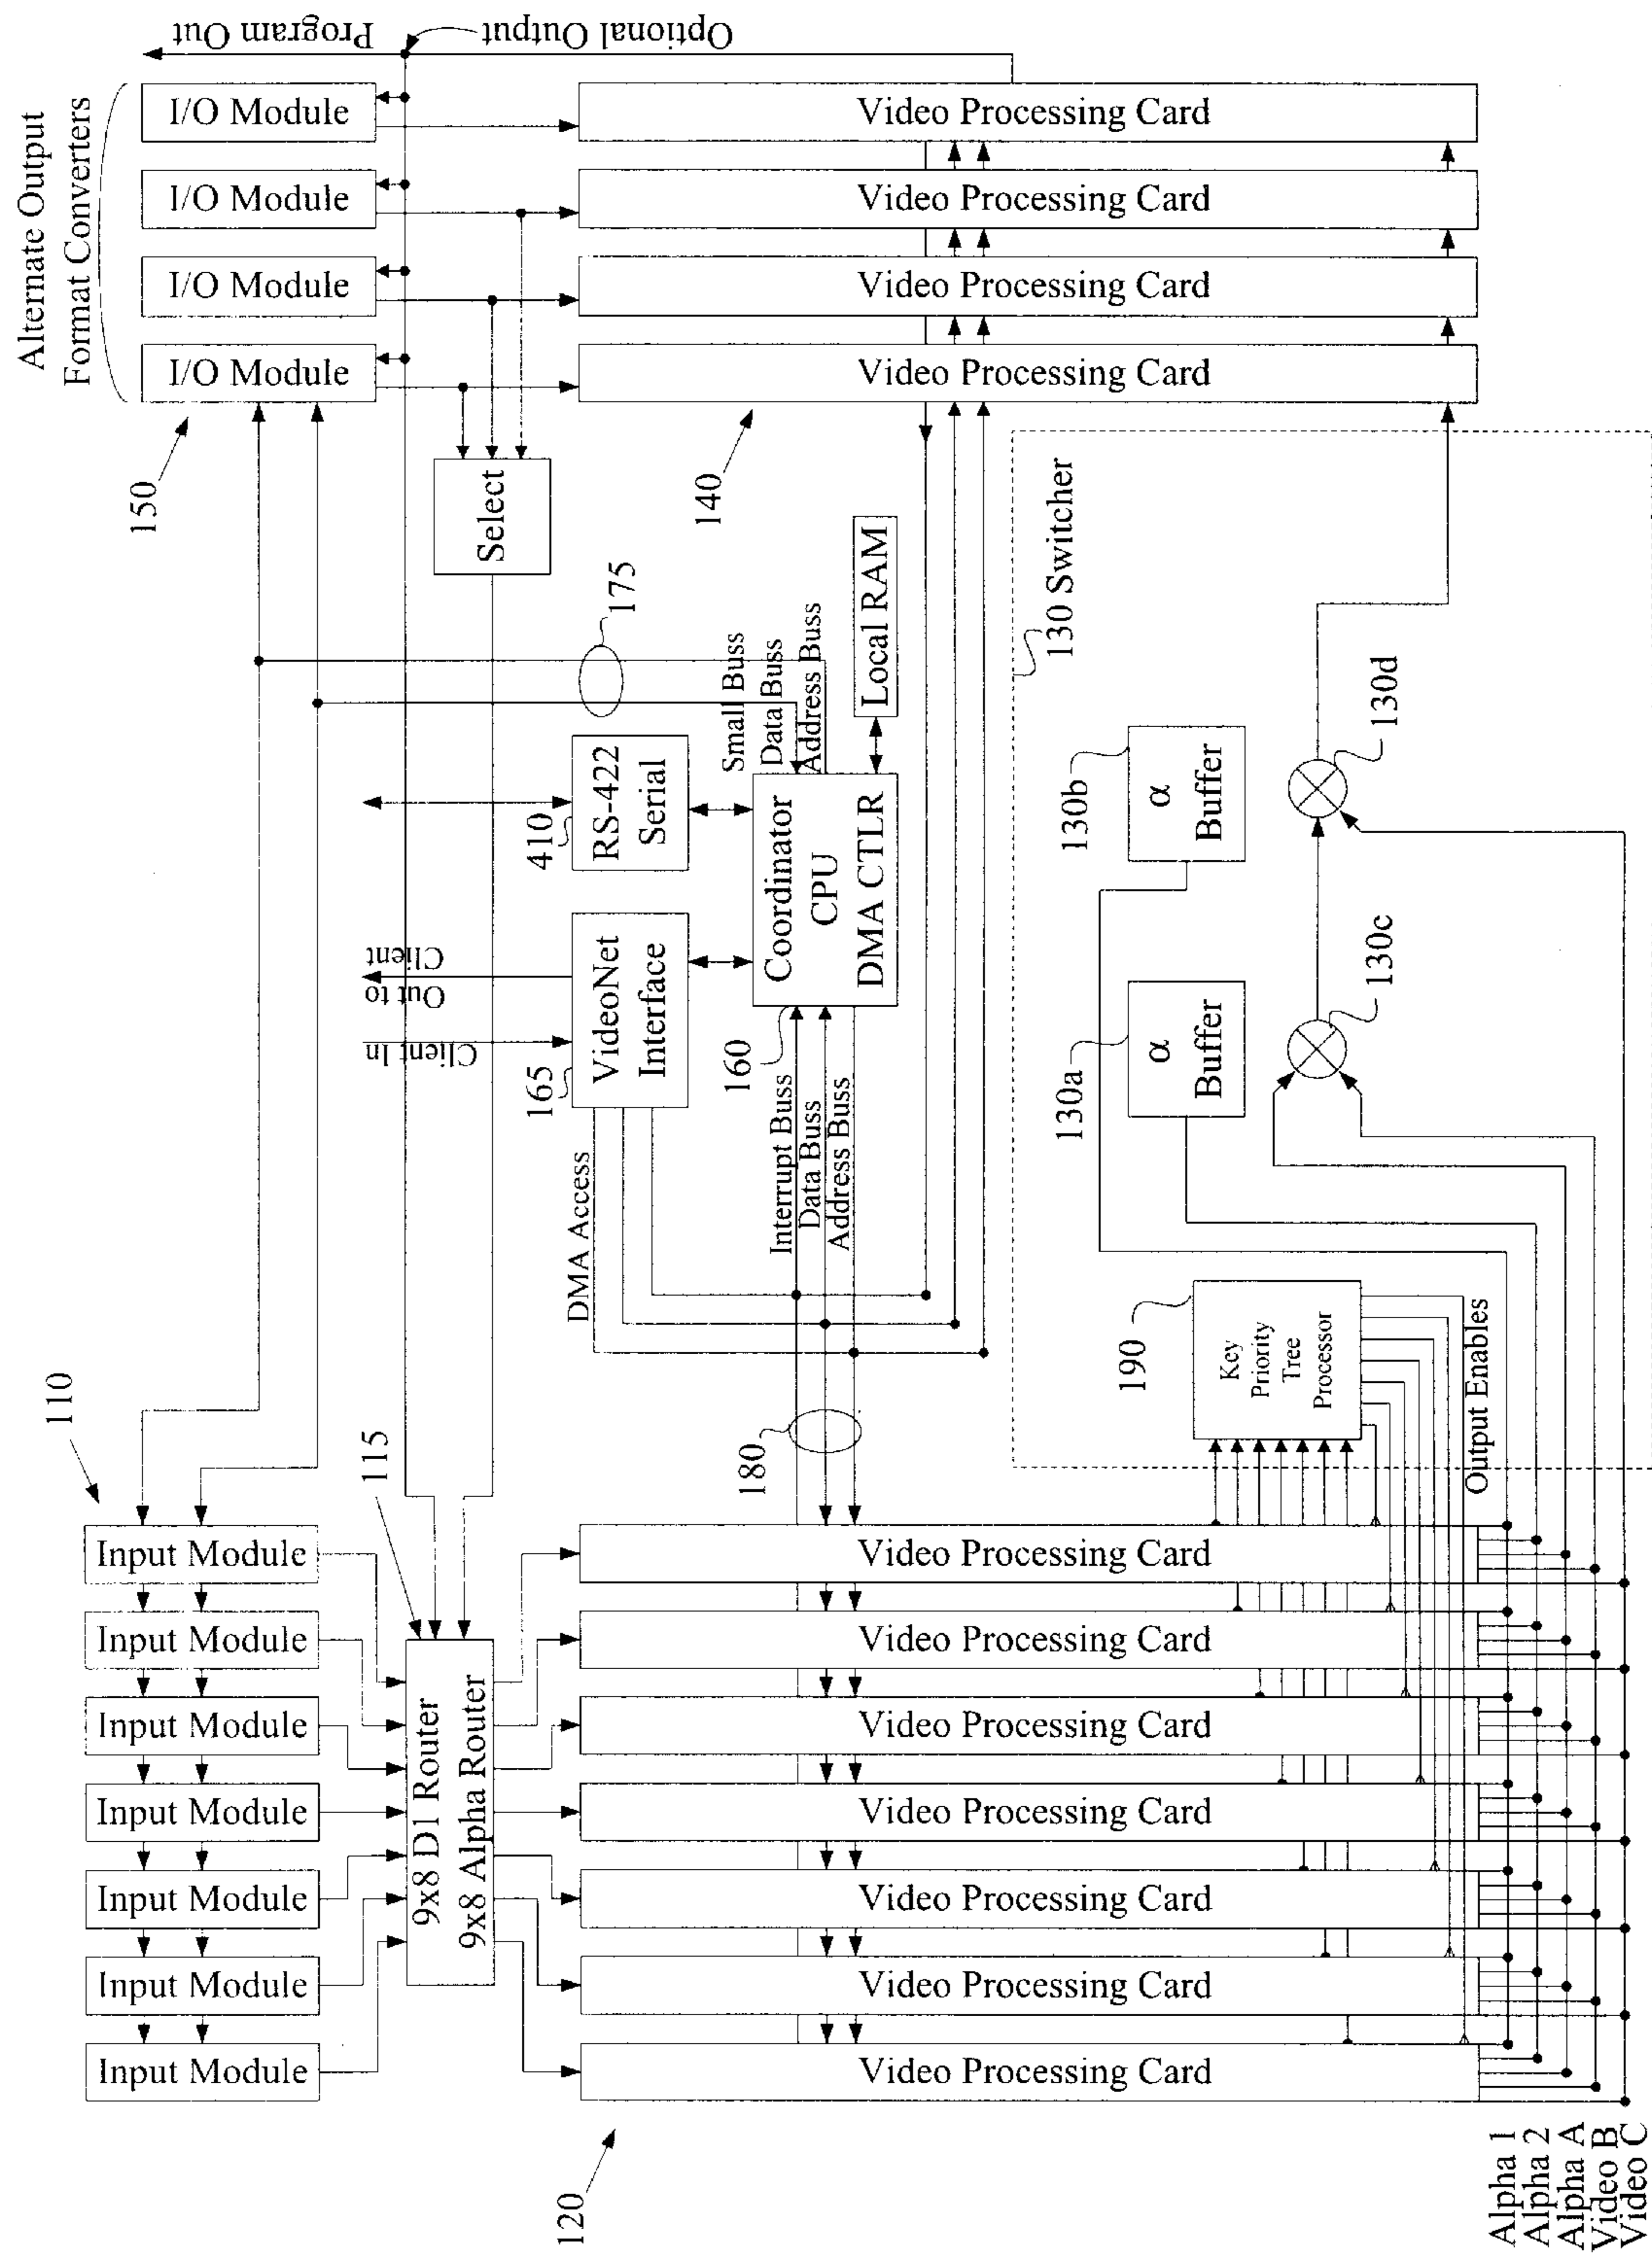 Alternate Output
Format Converters
I/O Module
I/O Module
I/O Module
I/O Module
Program Out
Optional Output
150
Video Processing Card
Video Processing Card
Video Processing Card
Video Processing Card
140
Select
175
Small Buss
Data Buss
Address Buss
Local RAM
410
RS-422
Serial
Client In
Out to
Client
165
VideoNet
Interface
160
Coordinator
CPU
DMA CTLR
DMA Access
Interrupt Buss
Data Buss
Address Buss
180
130 Switcher
130a
α
Buffer
130b
α
Buffer
130c
130d
190
Key
Priority
Tree
Processor
Output Enables
110
Input Module
Input Module
Input Module
Input Module
Input Module
Input Module
Input Module
115
9x8 D1 Router
9x8 Alpha Router
Video Processing Card
Video Processing Card
Video Processing Card
Video Processing Card
Video Processing Card
Video Processing Card
Video Processing Card
120
Alpha 1
Alpha 2
Alpha A
Video B
Video C